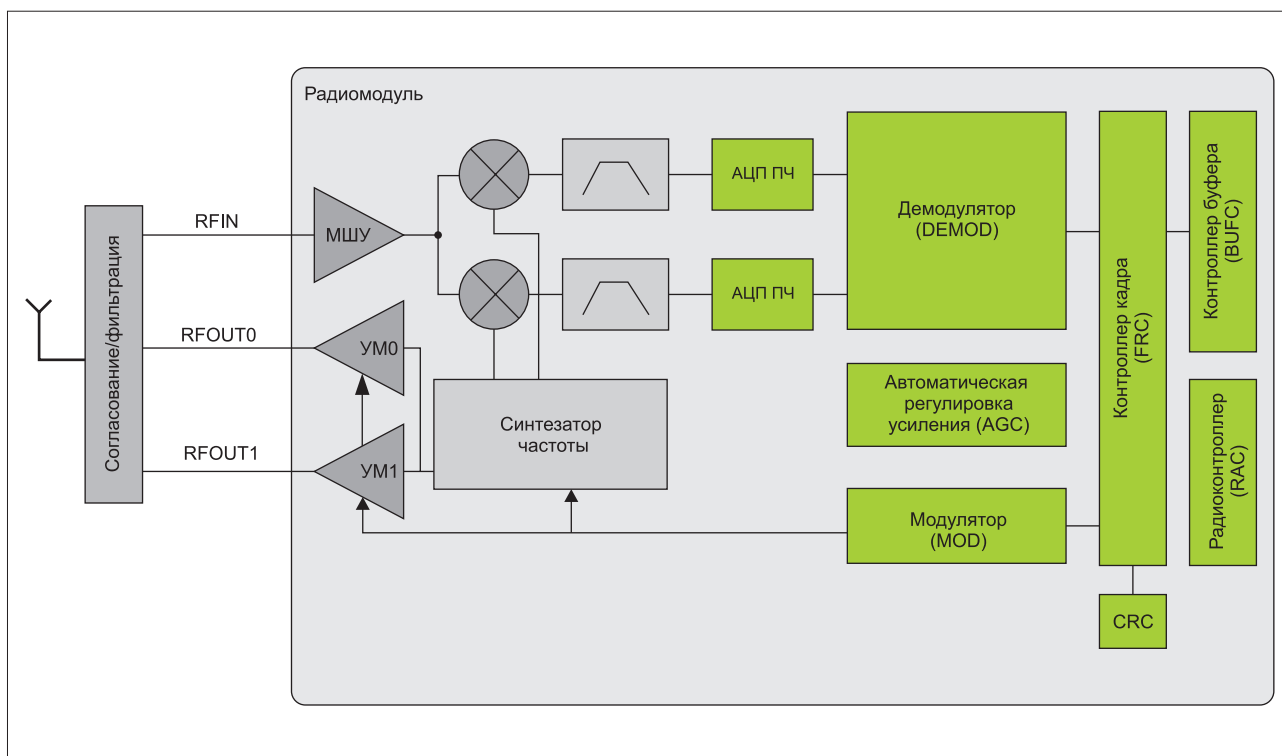 Радиомодуль
Согласование/фильтрация
RFIN
RFOUT0
RFOUT1
МШУ
УМ0
УМ1
Синтезатор
частоты
АЦП ПЧ
АЦП ПЧ
Демодулятор
(DEMOD)
Автоматическая
регулировка
усиления (AGC)
Модулятор
(MOD)
Контроллер кадра
(FRC)
CRC
Контроллер буфера
(BUFC)
Радиоконтроллер
(RAC)